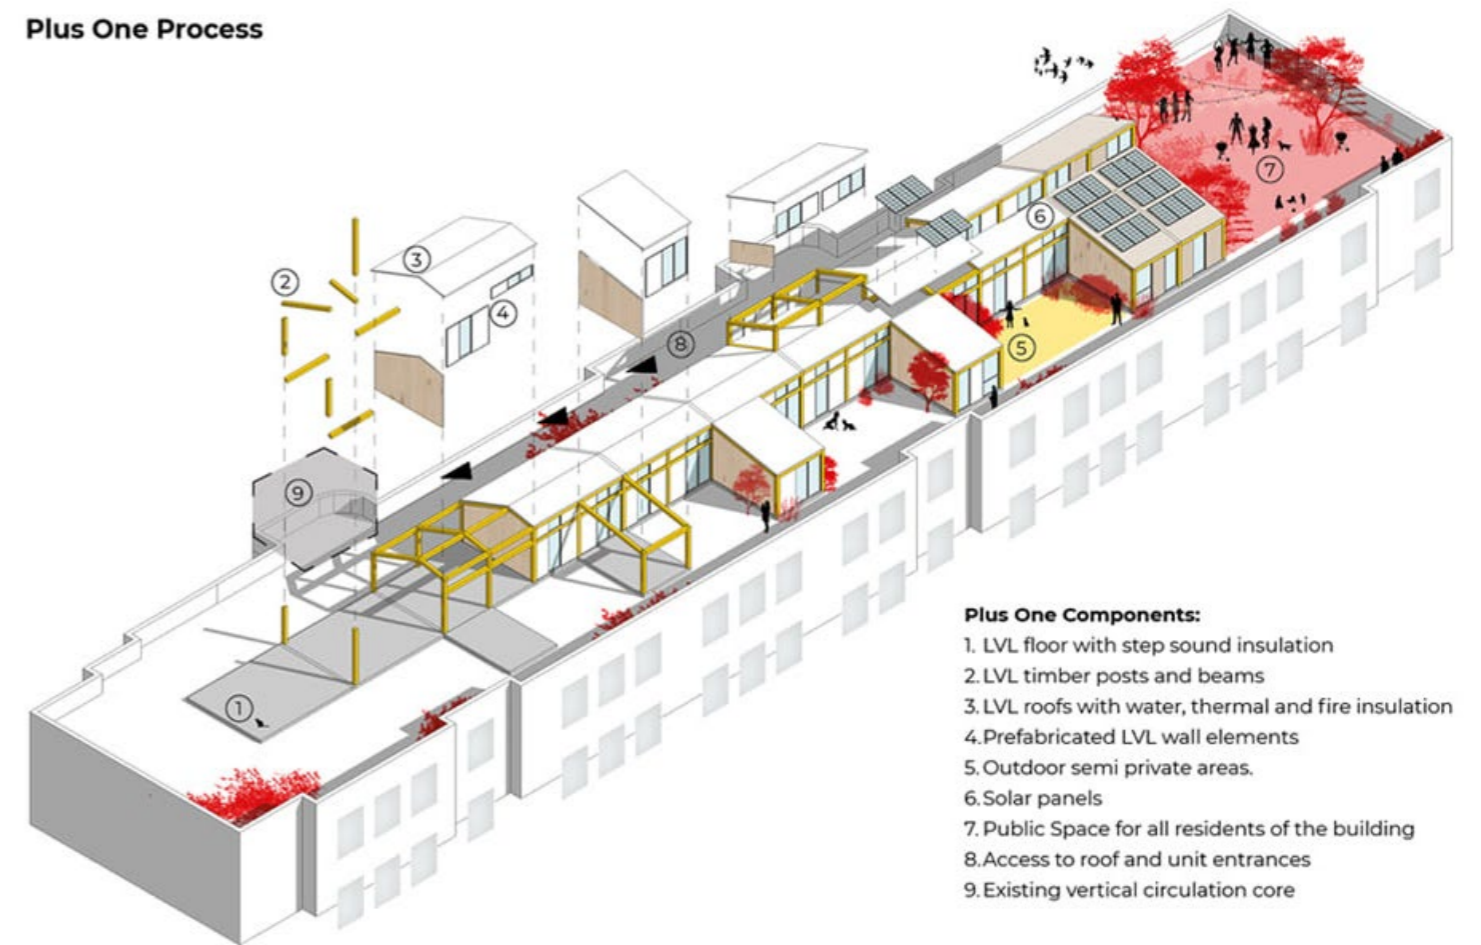 Plus One Process
7
6
3
2
4
8
5
9
1
Plus One Components:
1. LVL floor with step sound insulation
2. LVL timber posts and beams
3. LVL roofs with water, thermal and fire insulation
4. Prefabricated LVL wall elements
5. Outdoor semi private areas.
6. Solar panels
7. Public Space for all residents of the building
8. Access to roof and unit entrances
9. Existing vertical circulation core